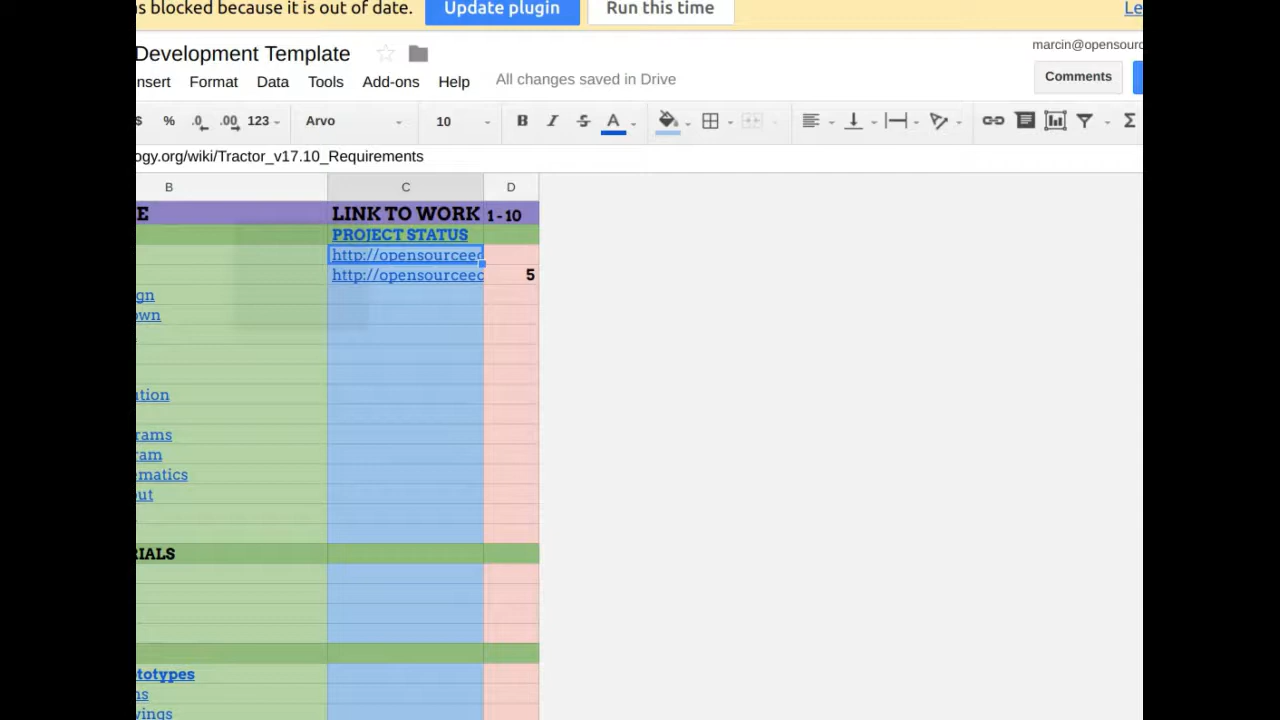 s blocked because it is out of date. Update plugin Run this time Le
Development Template
marcin@opensourc
nsert Format Data Tools Add-ons Help All changes saved in Drive Comments
$ % .0 .00 123 Arvo 10 B I S A Σ
ogy.org/wiki/Tractor_v17.10_Requirements
B C D
E LINK TO WORK 1 - 10
PROJECT STATUS
http://opensourceec
http://opensourceec 5
gn
own
ution
rams
ram
ematics
out
RIALS
totypes
ns
wings